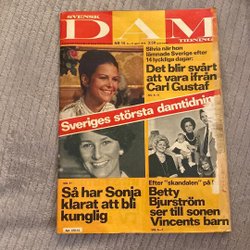 SVENSK
DAM
TIDNING
Silvia när hon
lämnade Sverige efter
14 lyckliga dagar:
Det blir svårt
att vara ifrån
Carl Gustaf
Sveriges största damtidning
Så har Sonja
klarat att bli
kunglig
Efter "skandalen" på
Betty
Bjurström
ser till sonen
Vincents barn